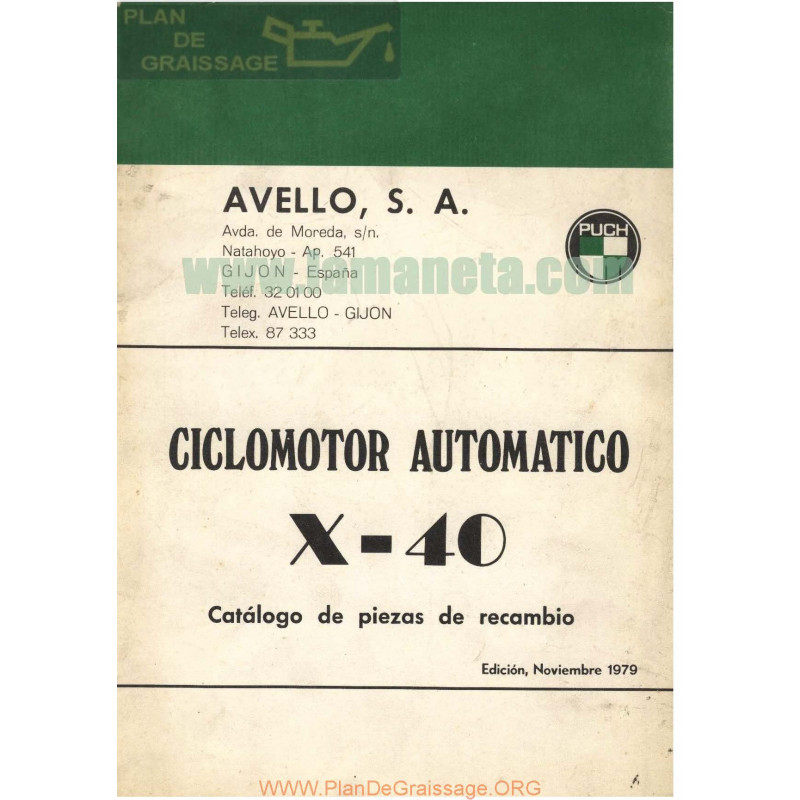 PLAN
DE
GRAISSAGE
AVELLO, S. A.
Avda. de Moreda, s/n.
Natahoyo - Ap. 541
GIJON - España
Teléf. 32 01 00
Teleg. AVELLO - GIJON
Telex. 87 333
PUCH
www.lamaneta.com
CICLOMOTOR AUTOMATICO
X-40
Catálogo de piezas de recambio
Edición, Noviembre 1979
www.PlanDeGraissage.ORG